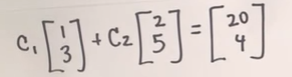 C₁ [1 3] + C₂ [2 5] = [20 4]